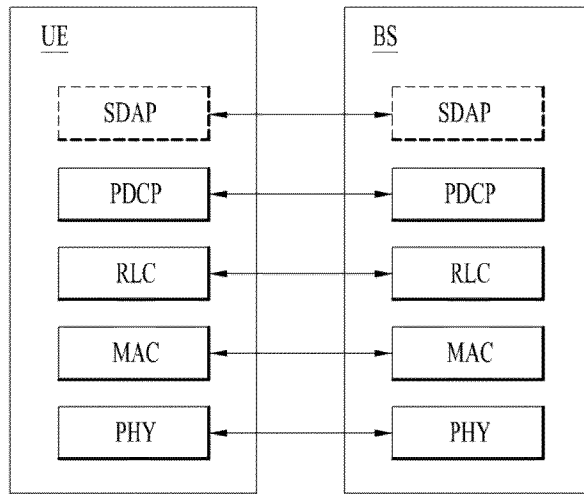 UE BS
SDAP SDAP
PDCP PDCP
RLC RLC
MAC MAC
PHY PHY